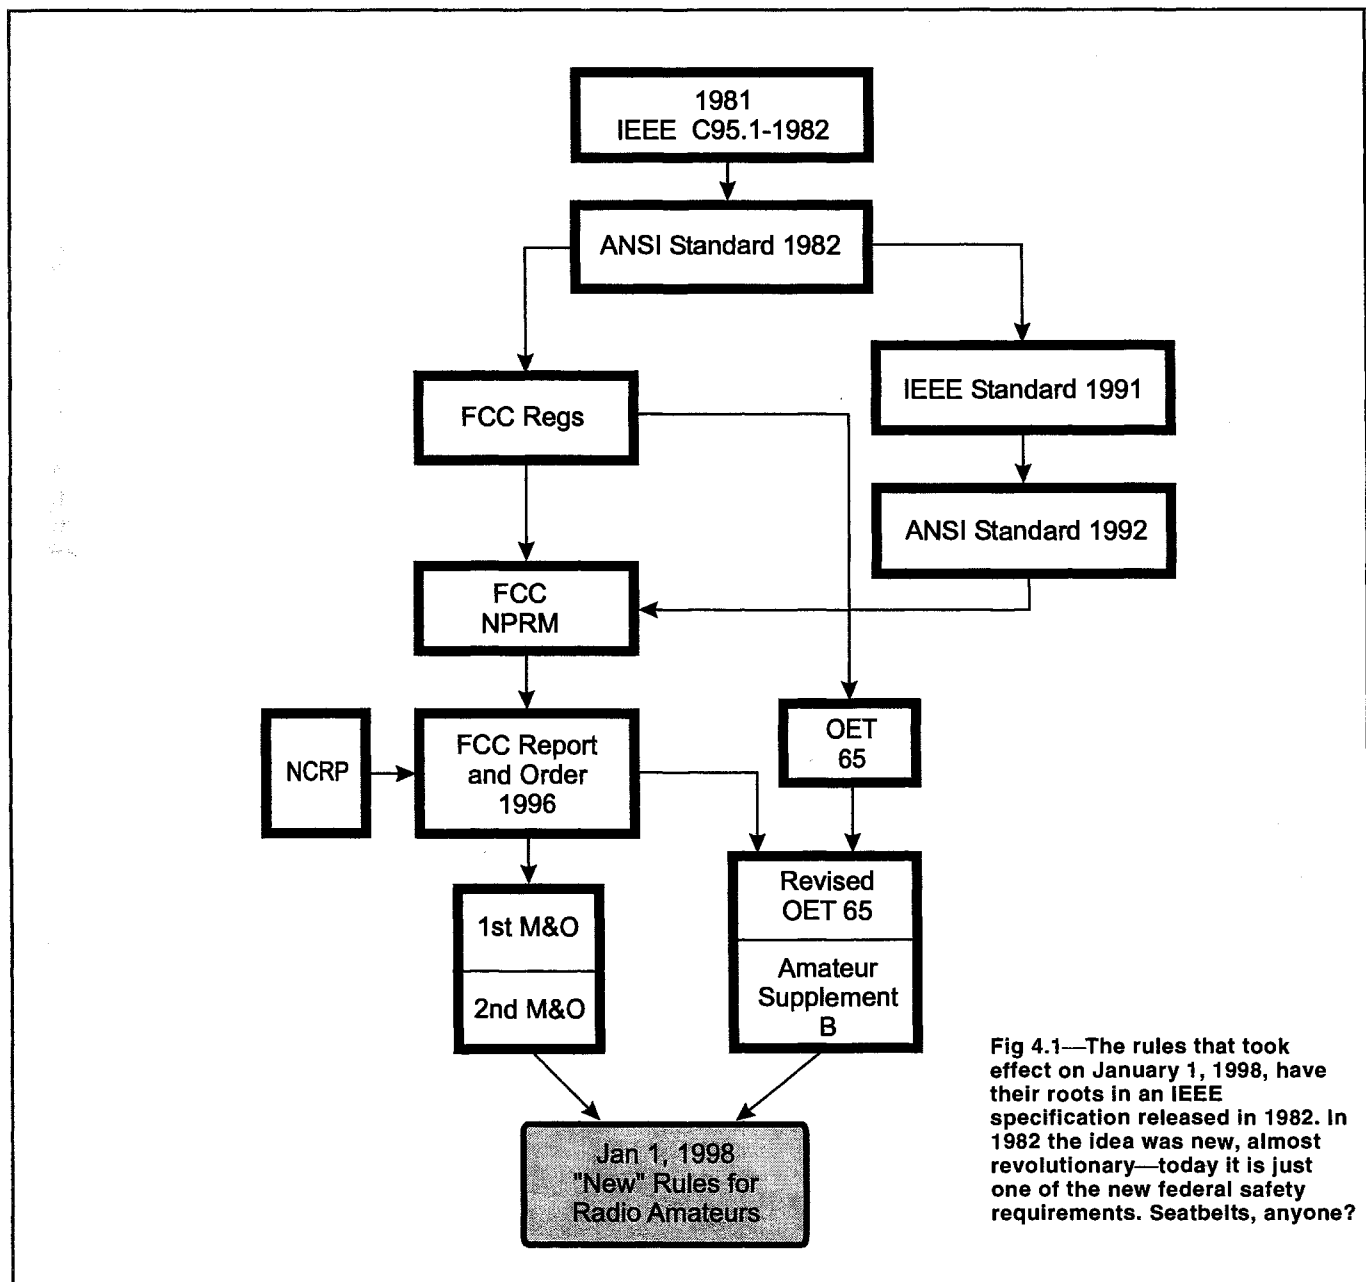 1981
IEEE C95.1-1982
ANSI Standard 1982
FCC Regs
IEEE Standard 1991
ANSI Standard 1992
FCC
NPRM
NCRP
FCC Report
and Order
1996
OET
65
1st M&O
2nd M&O
Revised
OET 65
Amateur
Supplement
B
Jan 1, 1998
"New" Rules for
Radio Amateurs
Fig 4.1—The rules that took
effect on January 1, 1998, have
their roots in an IEEE
specification released in 1982. In
1982 the idea was new, almost
revolutionary—today it is just
one of the new federal safety
requirements. Seatbelts, anyone?